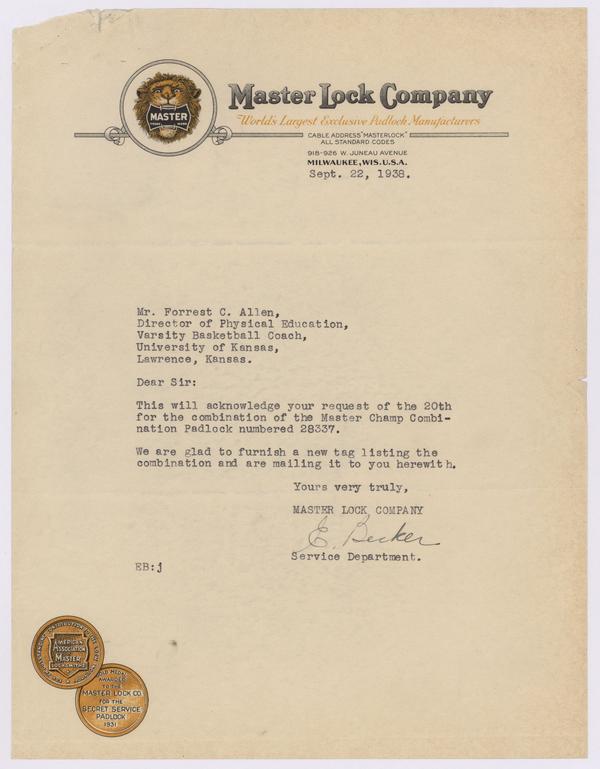 MASTER
Master Lock Company
World's Largest Exclusive Padlock Manufacturers
CABLE ADDRESS "MASTERLOCK"
ALL STANDARD CODES
918-926 W. JUNEAU AVENUE
MILWAUKEE, WIS. U.S.A.
Sept. 22, 1938.
Mr. Forrest C. Allen,
Director of Physical Education,
Varsity Basketball Coach,
University of Kansas,
Lawrence, Kansas.
Dear Sir:
This will acknowledge your request of the 20th
for the combination of the Master Champ Combi-
nation Padlock numbered 28337.
We are glad to furnish a new tag listing the
combination and are mailing it to you herewith.
Yours very truly,
MASTER LOCK COMPANY
E. Becker
Service Department.
EB:j
AMERICAN
ASSOCIATION
MASTER
LOCKSMITHS
GOLD MEDAL
AWARDED
TO THE
MASTER LOCK CO.
FOR THE
SECRET SERVICE
PADLOCK
1931